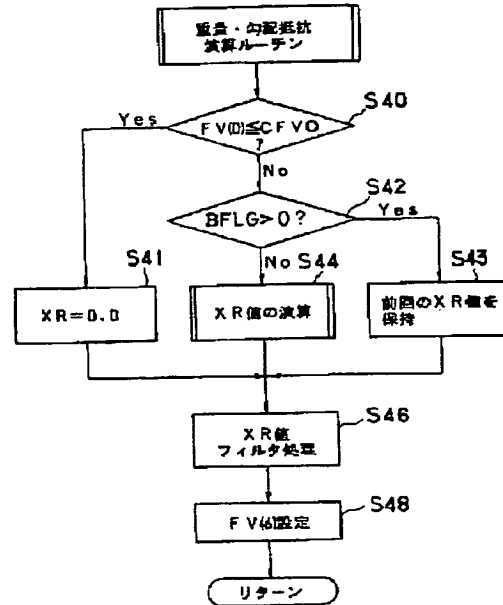 重量・勾配抵抗
演算ルーチン
S40
Yes
FV(0)≦CFV0
?
No
S42
BFLG>0?
Yes
S41
No
S44
S43
XR=0.0
XR値の演算
前回のXR値を
保持
S46
XR値
フィルタ処理
S48
FV(6)設定
リターン